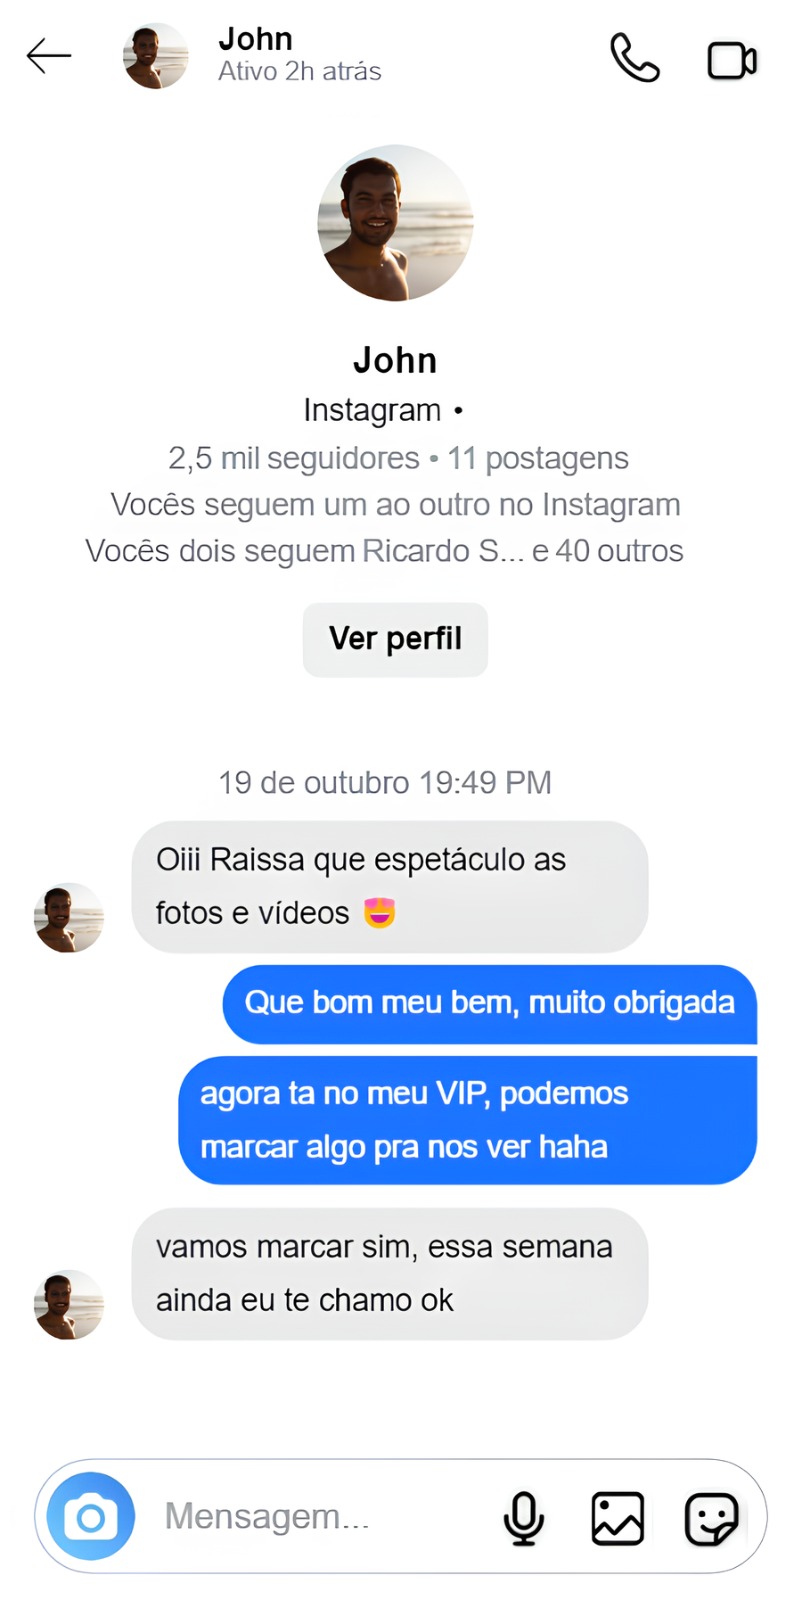 John
Ativo 2h atrás
John
Instagram •
2,5 mil seguidores • 11 postagens
Vocês seguem um ao outro no Instagram
Vocês dois seguem Ricardo S... e 40 outros
Ver perfil
19 de outubro 19:49 PM
Oiii Raissa que espetáculo as
fotos e vídeos 😍
Que bom meu bem, muito obrigada
agora ta no meu VIP, podemos
marcar algo pra nos ver haha
vamos marcar sim, essa semana
ainda eu te chamo ok
Mensagem...